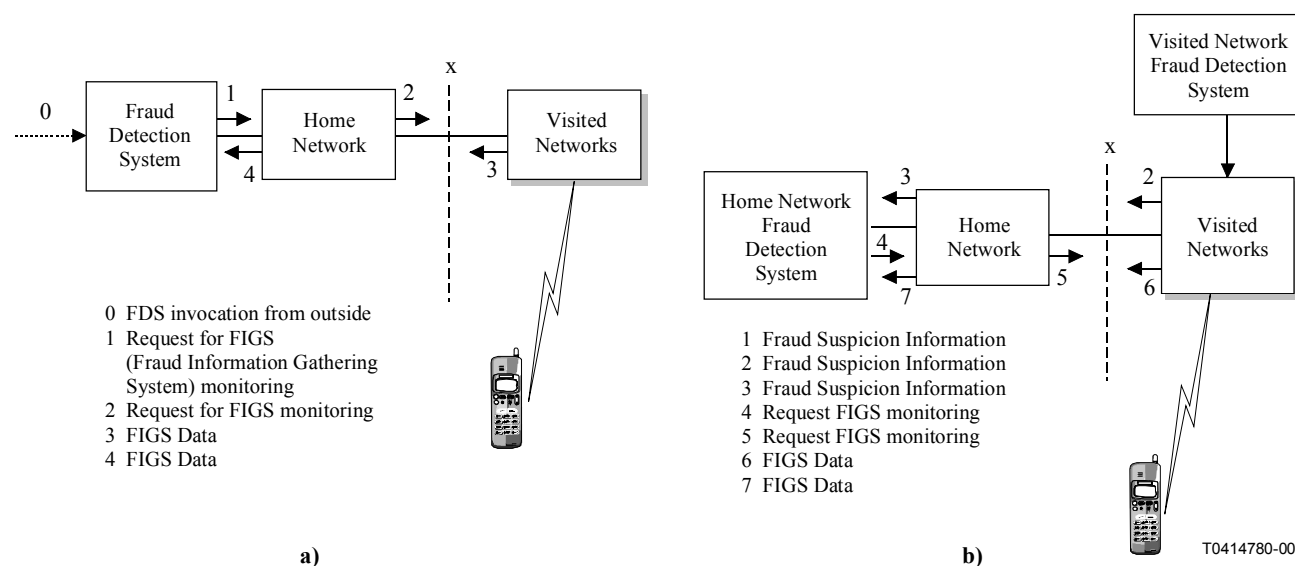 x
0
Fraud
Detection
System
1
4
Home
Network
2
3
Visited
Networks
0 FDS invocation from outside
1 Request for FIGS
(Fraud Information Gathering
System) monitoring
2 Request for FIGS monitoring
3 FIGS Data
4 FIGS Data
a)
Visited Network
Fraud Detection
System
x
Home Network
Fraud
Detection
System
3
4
7
Home
Network
5
2
6
Visited
Networks
1 Fraud Suspicion Information
2 Fraud Suspicion Information
3 Fraud Suspicion Information
4 Request FIGS monitoring
5 Request FIGS monitoring
6 FIGS Data
7 FIGS Data
b)
T0414780-00